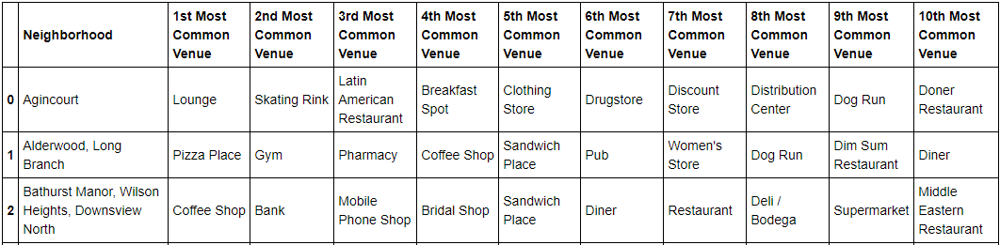 Neighborhood 1st Most Common Venue 2nd Most Common Venue 3rd Most Common Venue 4th Most Common Venue 5th Most Common Venue 6th Most Common Venue 7th Most Common Venue 8th Most Common Venue 9th Most Common Venue 10th Most Common Venue
0 Agincourt Lounge Skating Rink Latin American Restaurant Breakfast Spot Clothing Store Drugstore Discount Store Distribution Center Dog Run Doner Restaurant
1 Alderwood, Long Branch Pizza Place Gym Pharmacy Coffee Shop Sandwich Place Pub Women's Store Dog Run Dim Sum Restaurant Diner
2 Bathurst Manor, Wilson Heights, Downsview North Coffee Shop Bank Mobile Phone Shop Bridal Shop Sandwich Place Diner Restaurant Deli / Bodega Supermarket Middle Eastern Restaurant